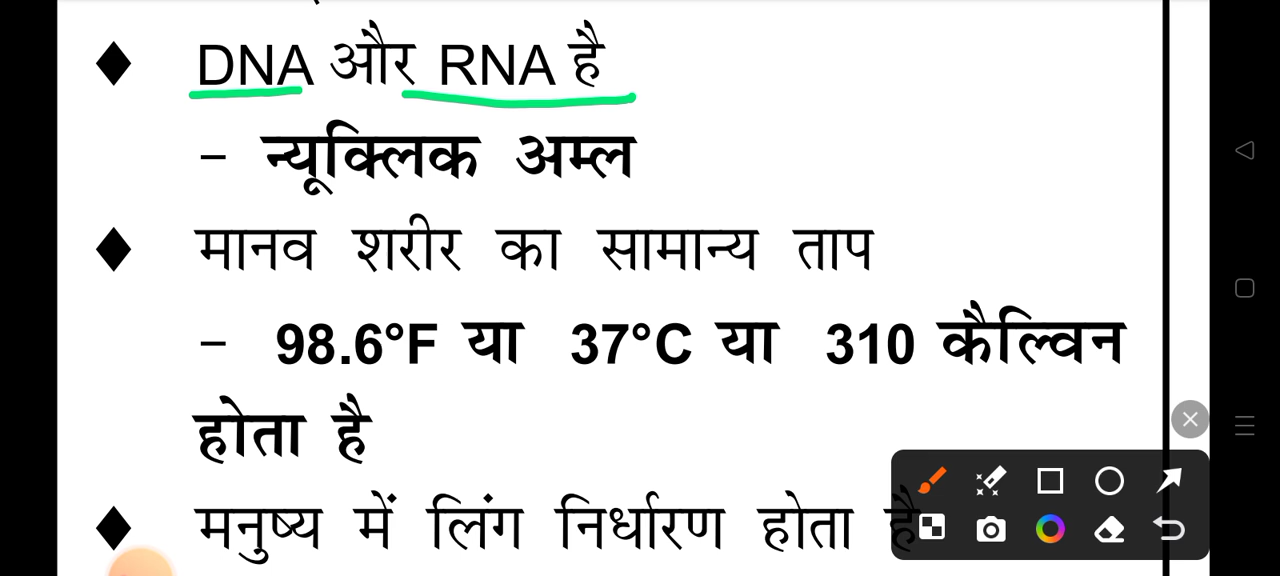 ♦ DNA और RNA है
– न्यूक्लिक अम्ल
♦ मानव शरीर का सामान्य ताप
– 98.6°F या 37°C या 310 कैल्विन
होता है
♦ मनुष्य में लिंग निर्धारण होता है